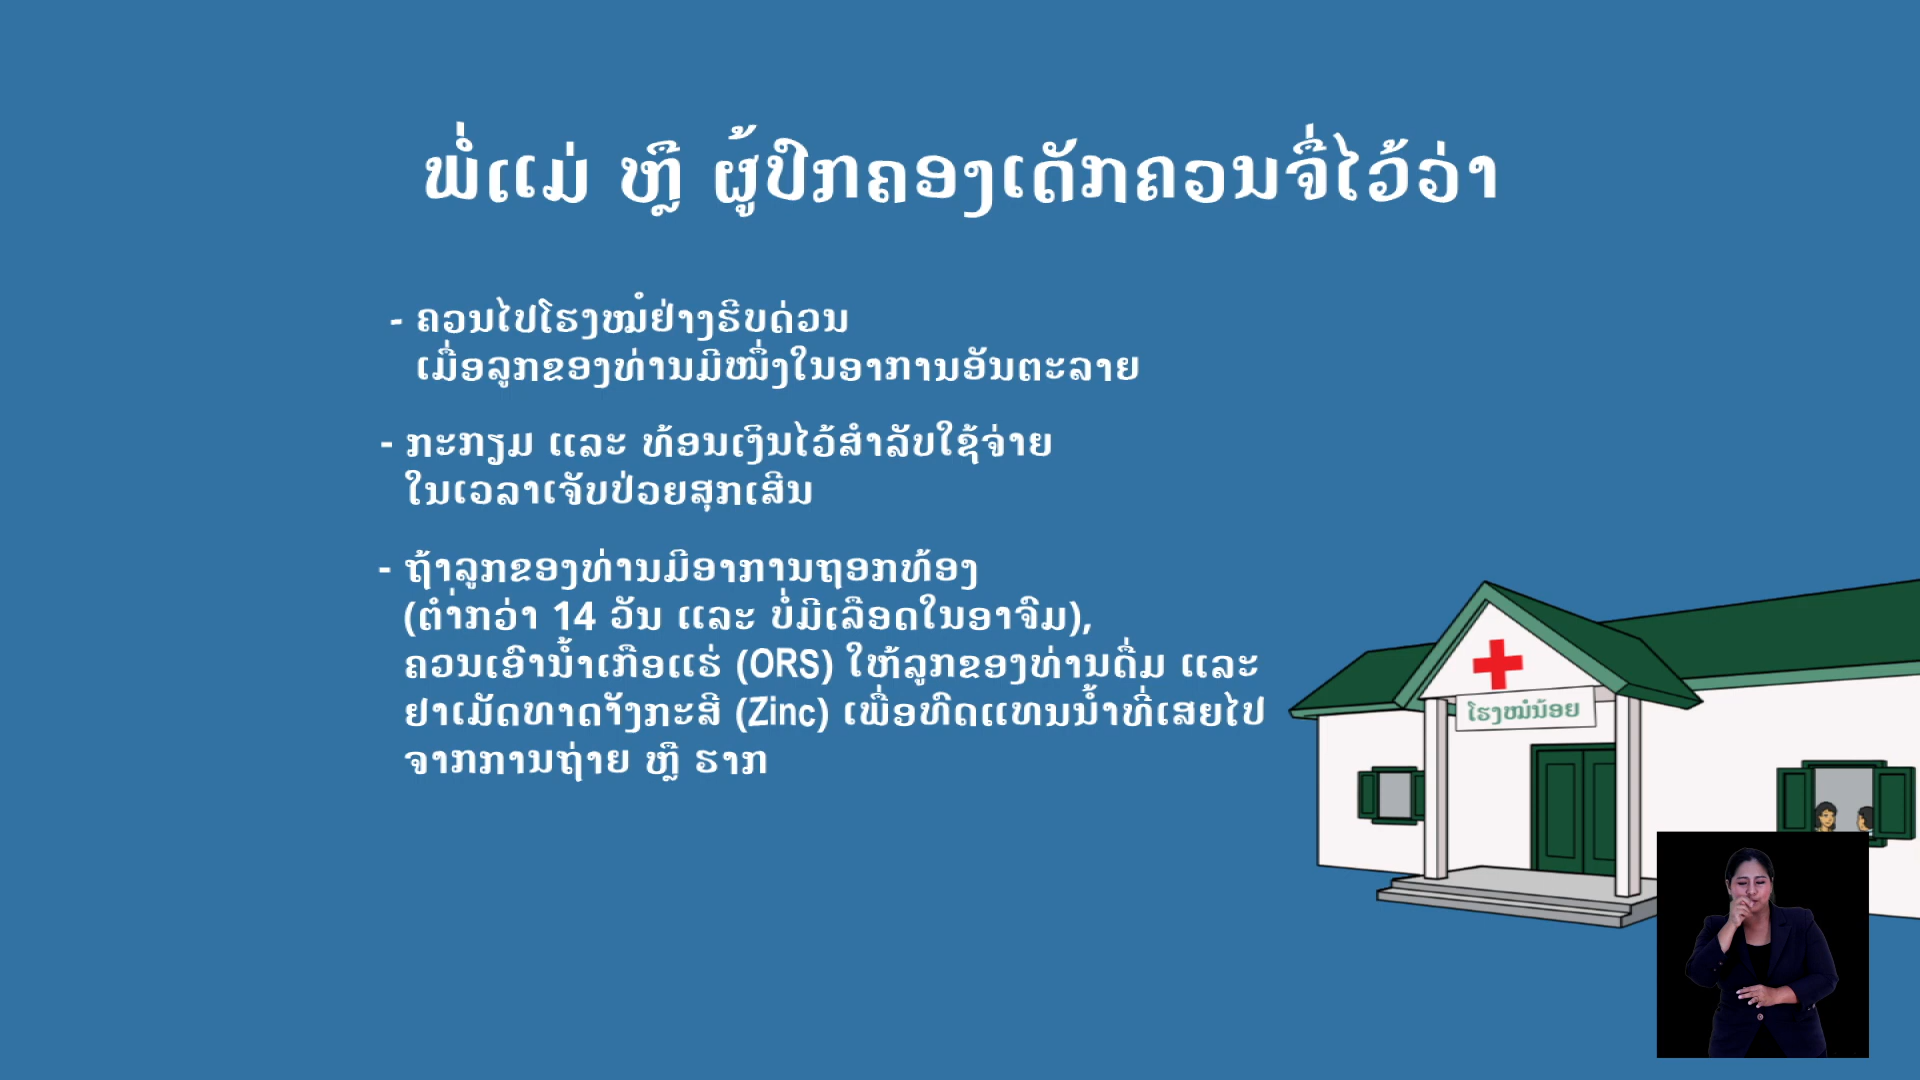 ພໍ່ແມ່ ຫຼື ຜູ້ປົກຄອງເດັກຄວນຈື່ໄວ້ວ່າ
- ຄວນໄປໂຮງໝໍຢ່າງຮີບດ່ວນ
ເມື່ອລູກຂອງທ່ານມີໜຶ່ງໃນອາການອັນຕະລາຍ
- ກະກຽມ ແລະ ທ້ອນເງິນໄວ້ສຳລັບໃຊ້ຈ່າຍ
ໃນເວລາເຈັບປ່ວຍສຸກເສີນ
- ຖ້າລູກຂອງທ່ານມີອາການຖອກທ້ອງ
(ຕ່ຳກວ່າ 14 ວັນ ແລະ ບໍ່ມີເລືອດໃນອາຈົມ),
ຄວນເອົານ້ຳເກືອແຮ່ (ORS) ໃຫ້ລູກຂອງທ່ານດື່ມ ແລະ
ຢາເມັດທາດຈັງກະສີ (Zinc) ເພື່ອທົດແທນນ້ຳທີ່ເສຍໄປ
ຈາກການຖ່າຍ ຫຼື ຮາກ
ໂຮງໝໍນ້ອຍ